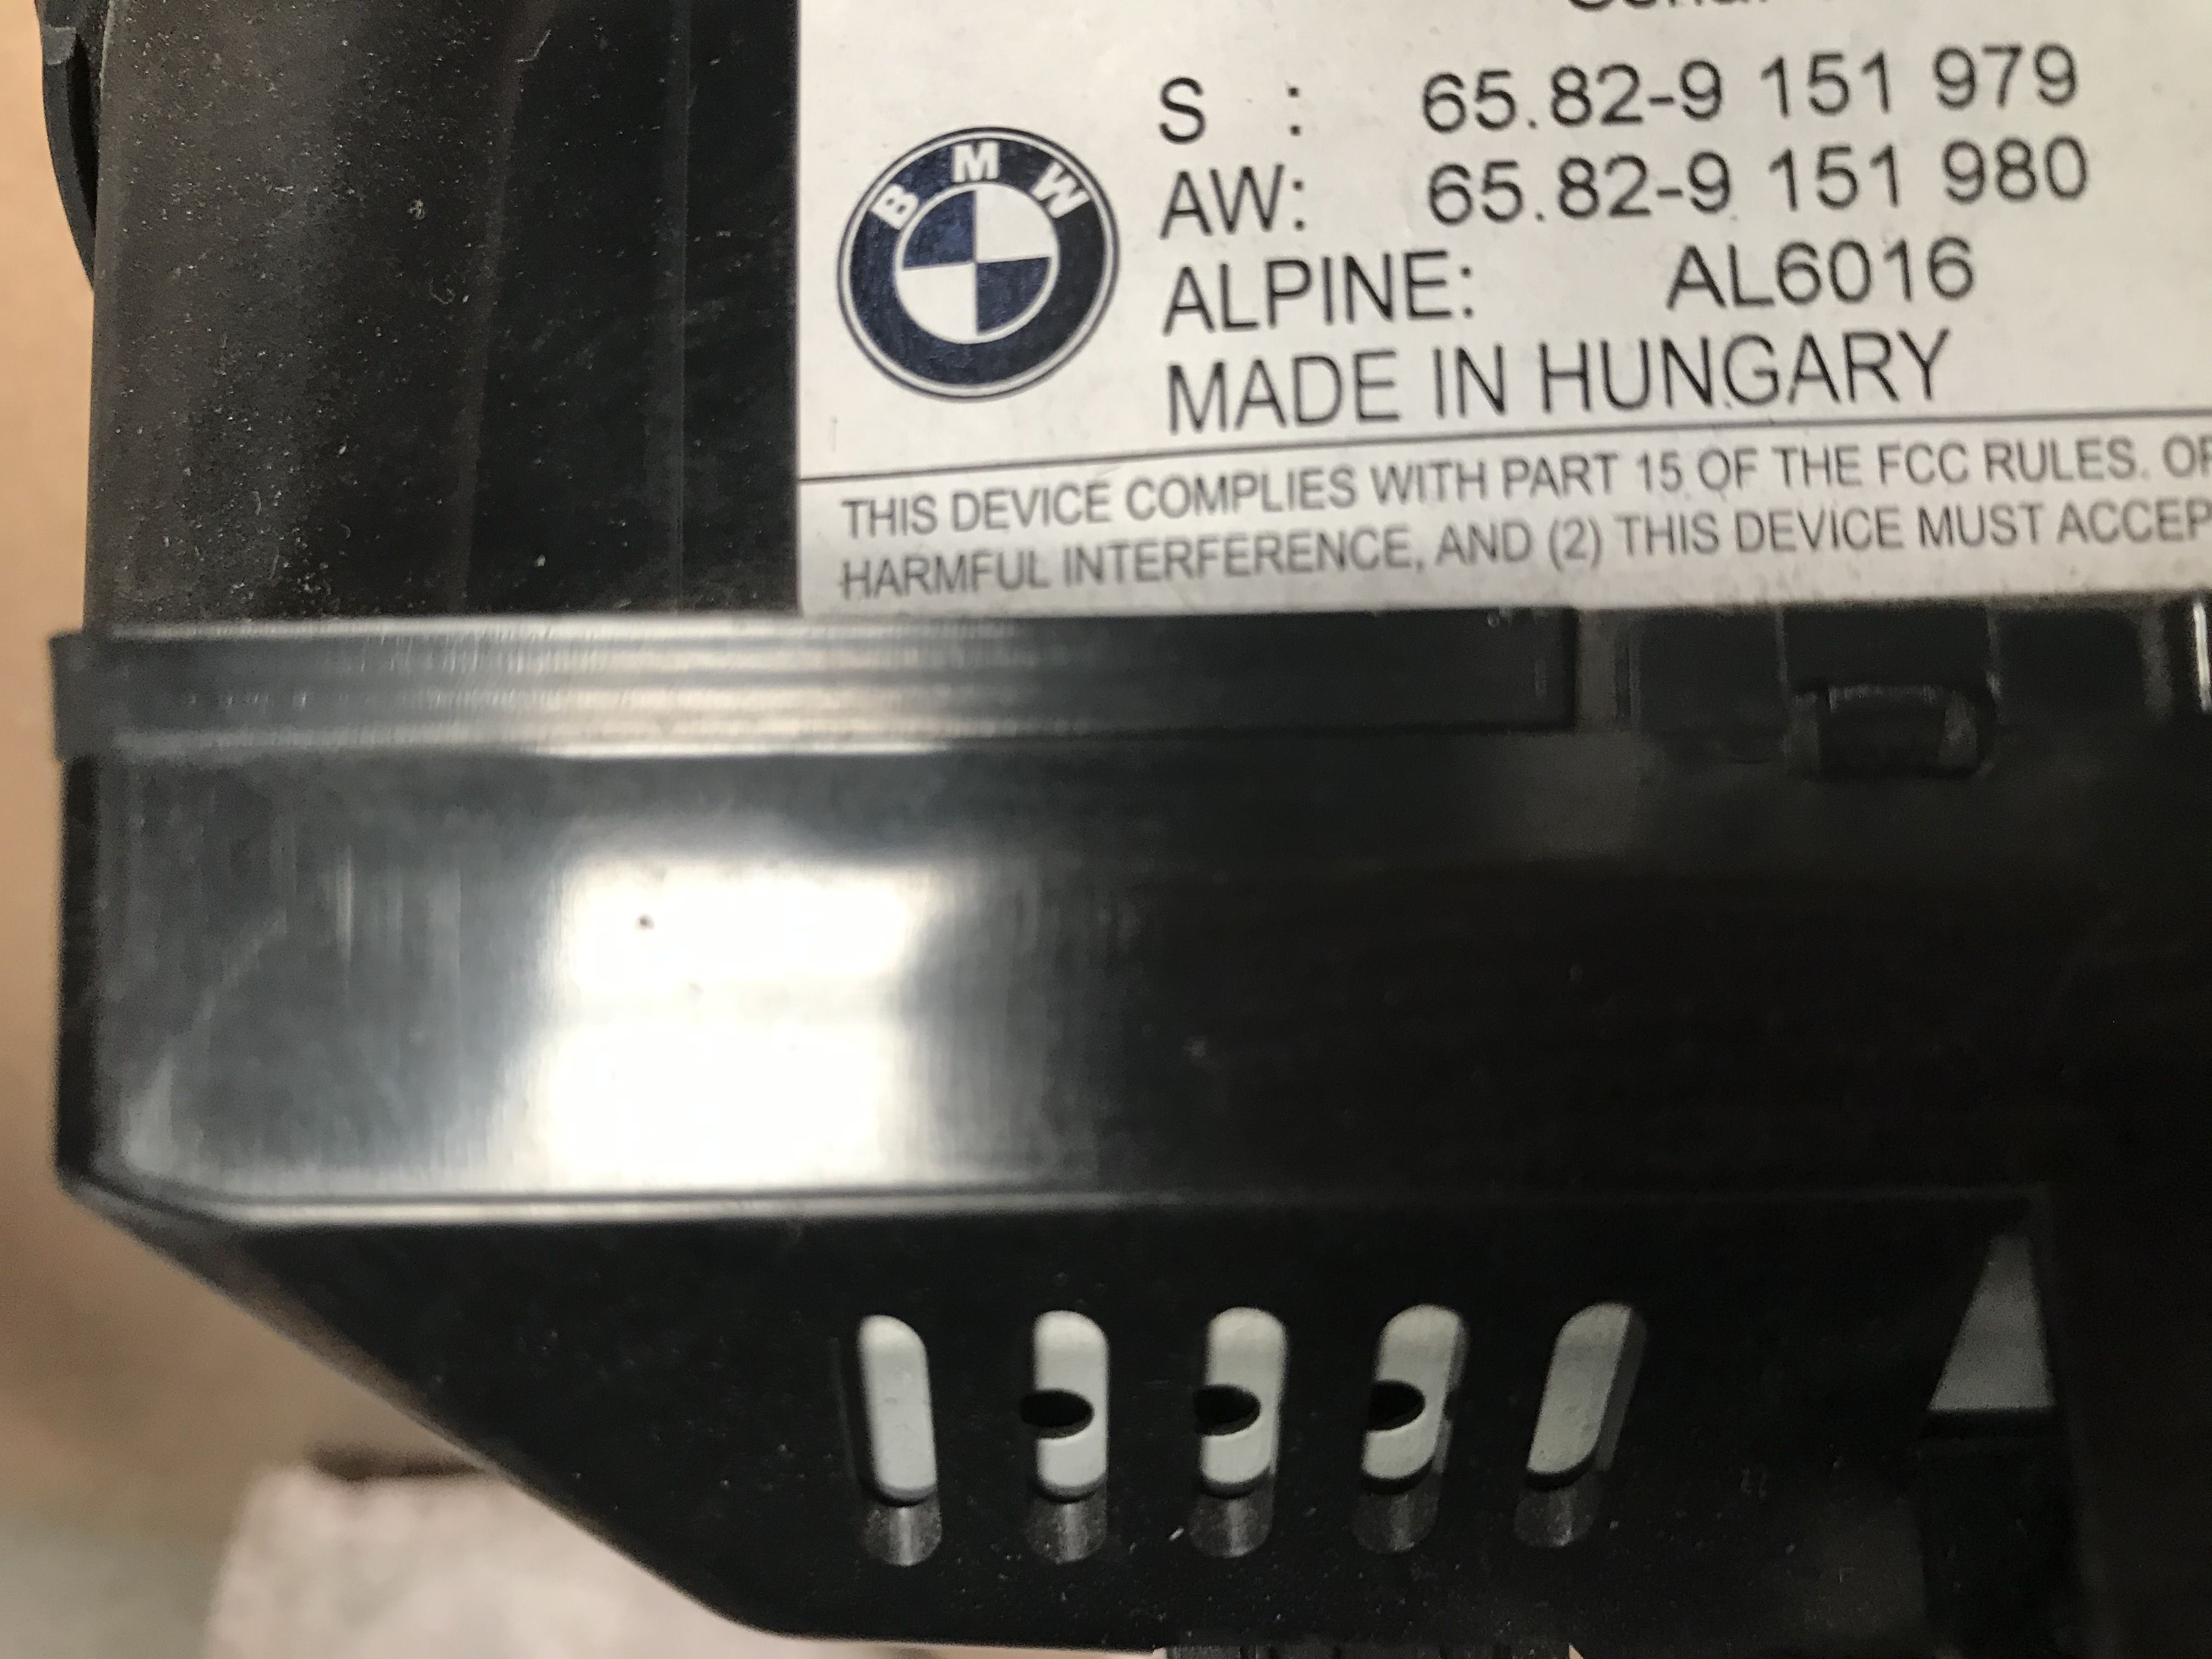 S : 65.82-9 151 979
AW: 65.82-9 151 980
ALPINE: AL6016
MADE IN HUNGARY
BMW
THIS DEVICE COMPLIES WITH PART 15 OF THE FCC RULES.
HARMFUL INTERFERENCE, AND (2) THIS DEVICE MUST